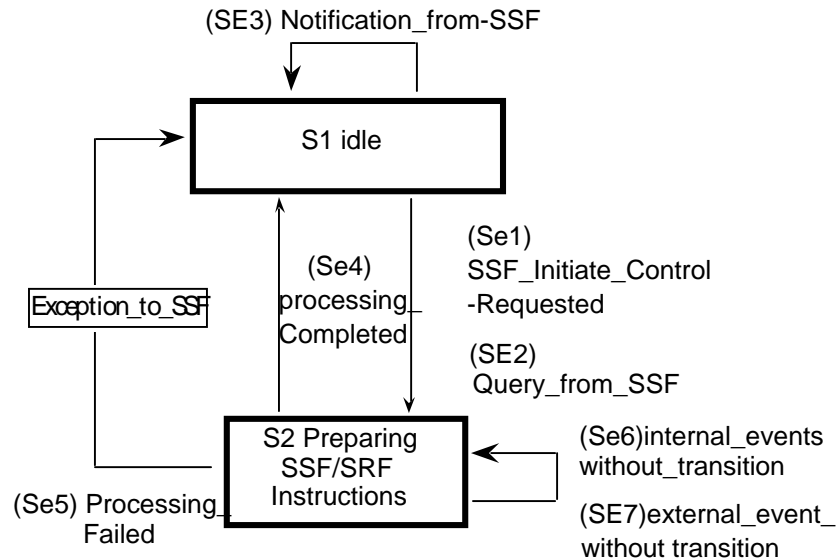 (SE3) Notification_from-SSF
S1 idle
(Se1)
SSF_Initiate_Control
-Requested
(Se4)
processing_
Completed
Exception_to_SSF
(SE2)
Query_from_SSF
S2 Preparing
SSF/SRF
Instructions
(Se6)internal_events
without_transition
(Se5) Processing_
Failed
(SE7)external_event_
without transition